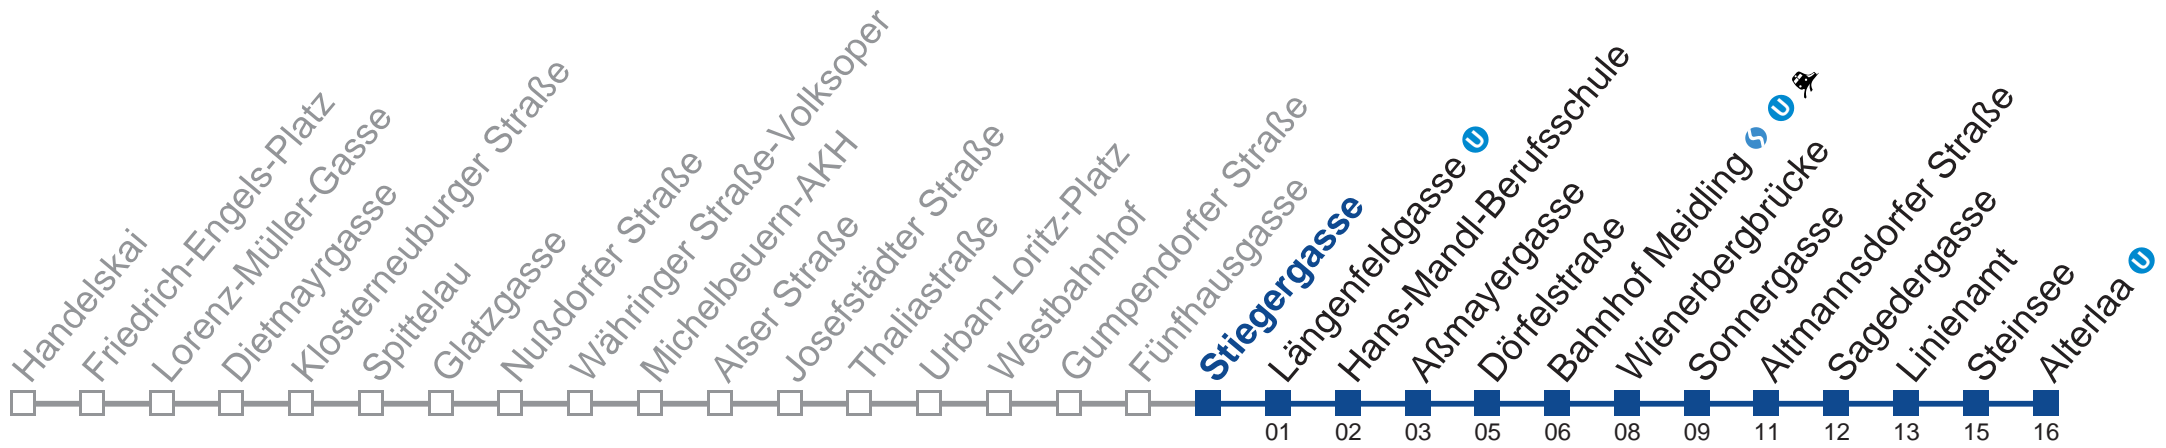 Handelskai
Friedrich-Engels-Platz
Lorenz-Müller-Gasse
Dietmayrgasse
Klosterneuburger Straße
Spittelau
Glatzgasse
Nußdorfer Straße
Währinger Straße-Volksoper
Michelbeuern-AKH
Alser Straße
Josefstädter Straße
Thaliastraße
Urban-Loritz-Platz
Westbahnhof
Gumpendorfer Straße
Fünfhausgasse
Stiegergasse
Längenfeldgasse U
Hans-Mandl-Berufsschule
Aßmayergasse
Dörfelstraße
Bahnhof Meidling S U
Wienerbergbrücke
Sonnergasse
Altmannsdorfer Straße
Sagedergasse
Linienamt
Steinsee
Alterlaa U
01 02 03 05 06 08 09 11 12 13 15 16